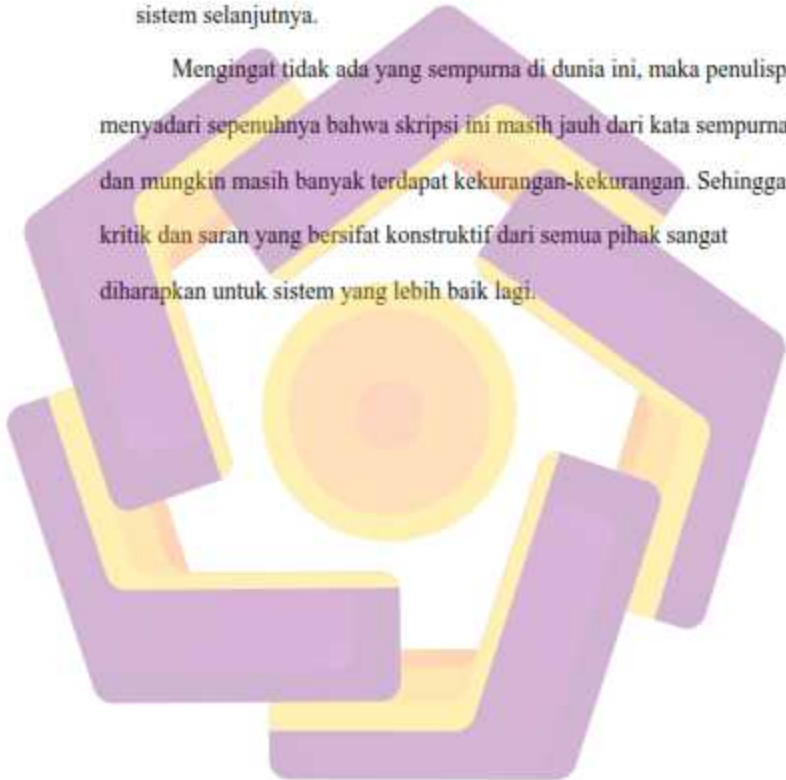 sistem selanjutnya.
Mengingat tidak ada yang sempurna di dunia ini, maka penulisp
menyadari sepenuhnya bahwa skripsi ini masih jauh dari kata sempurna
dan mungkin masih banyak terdapat kekurangan-kekurangan. Sehingga
kritik dan saran yang bersifat konstruktif dari semua pihak sangat
diharapkan untuk sistem yang lebih baik lagi.